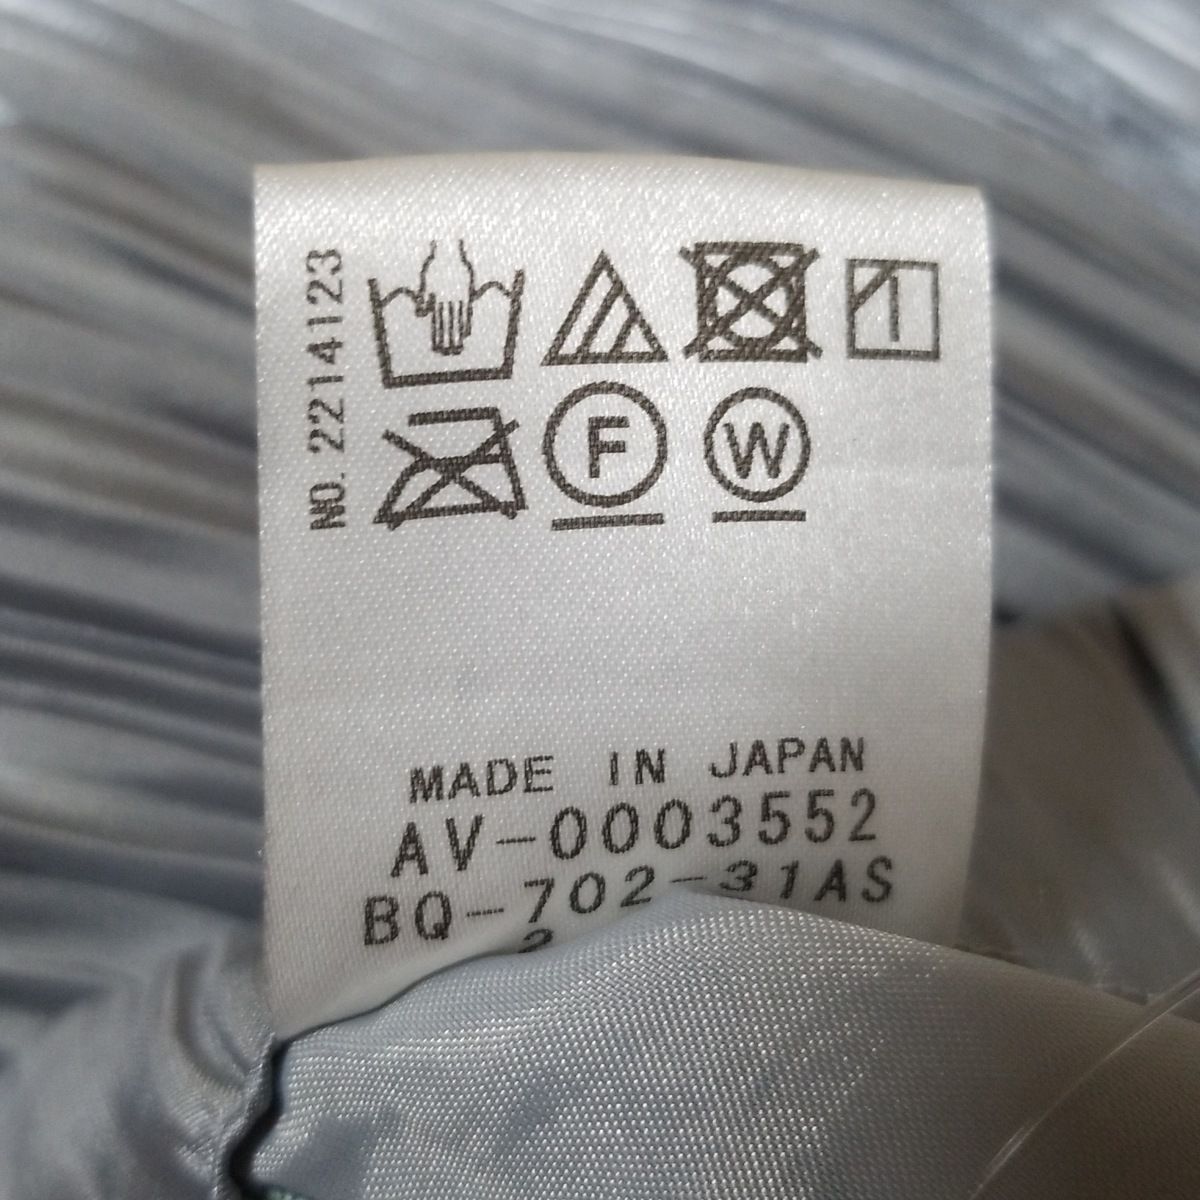 NO. 22141123
F W
MADE IN JAPAN
AV-0003552
BQ-702-31AS